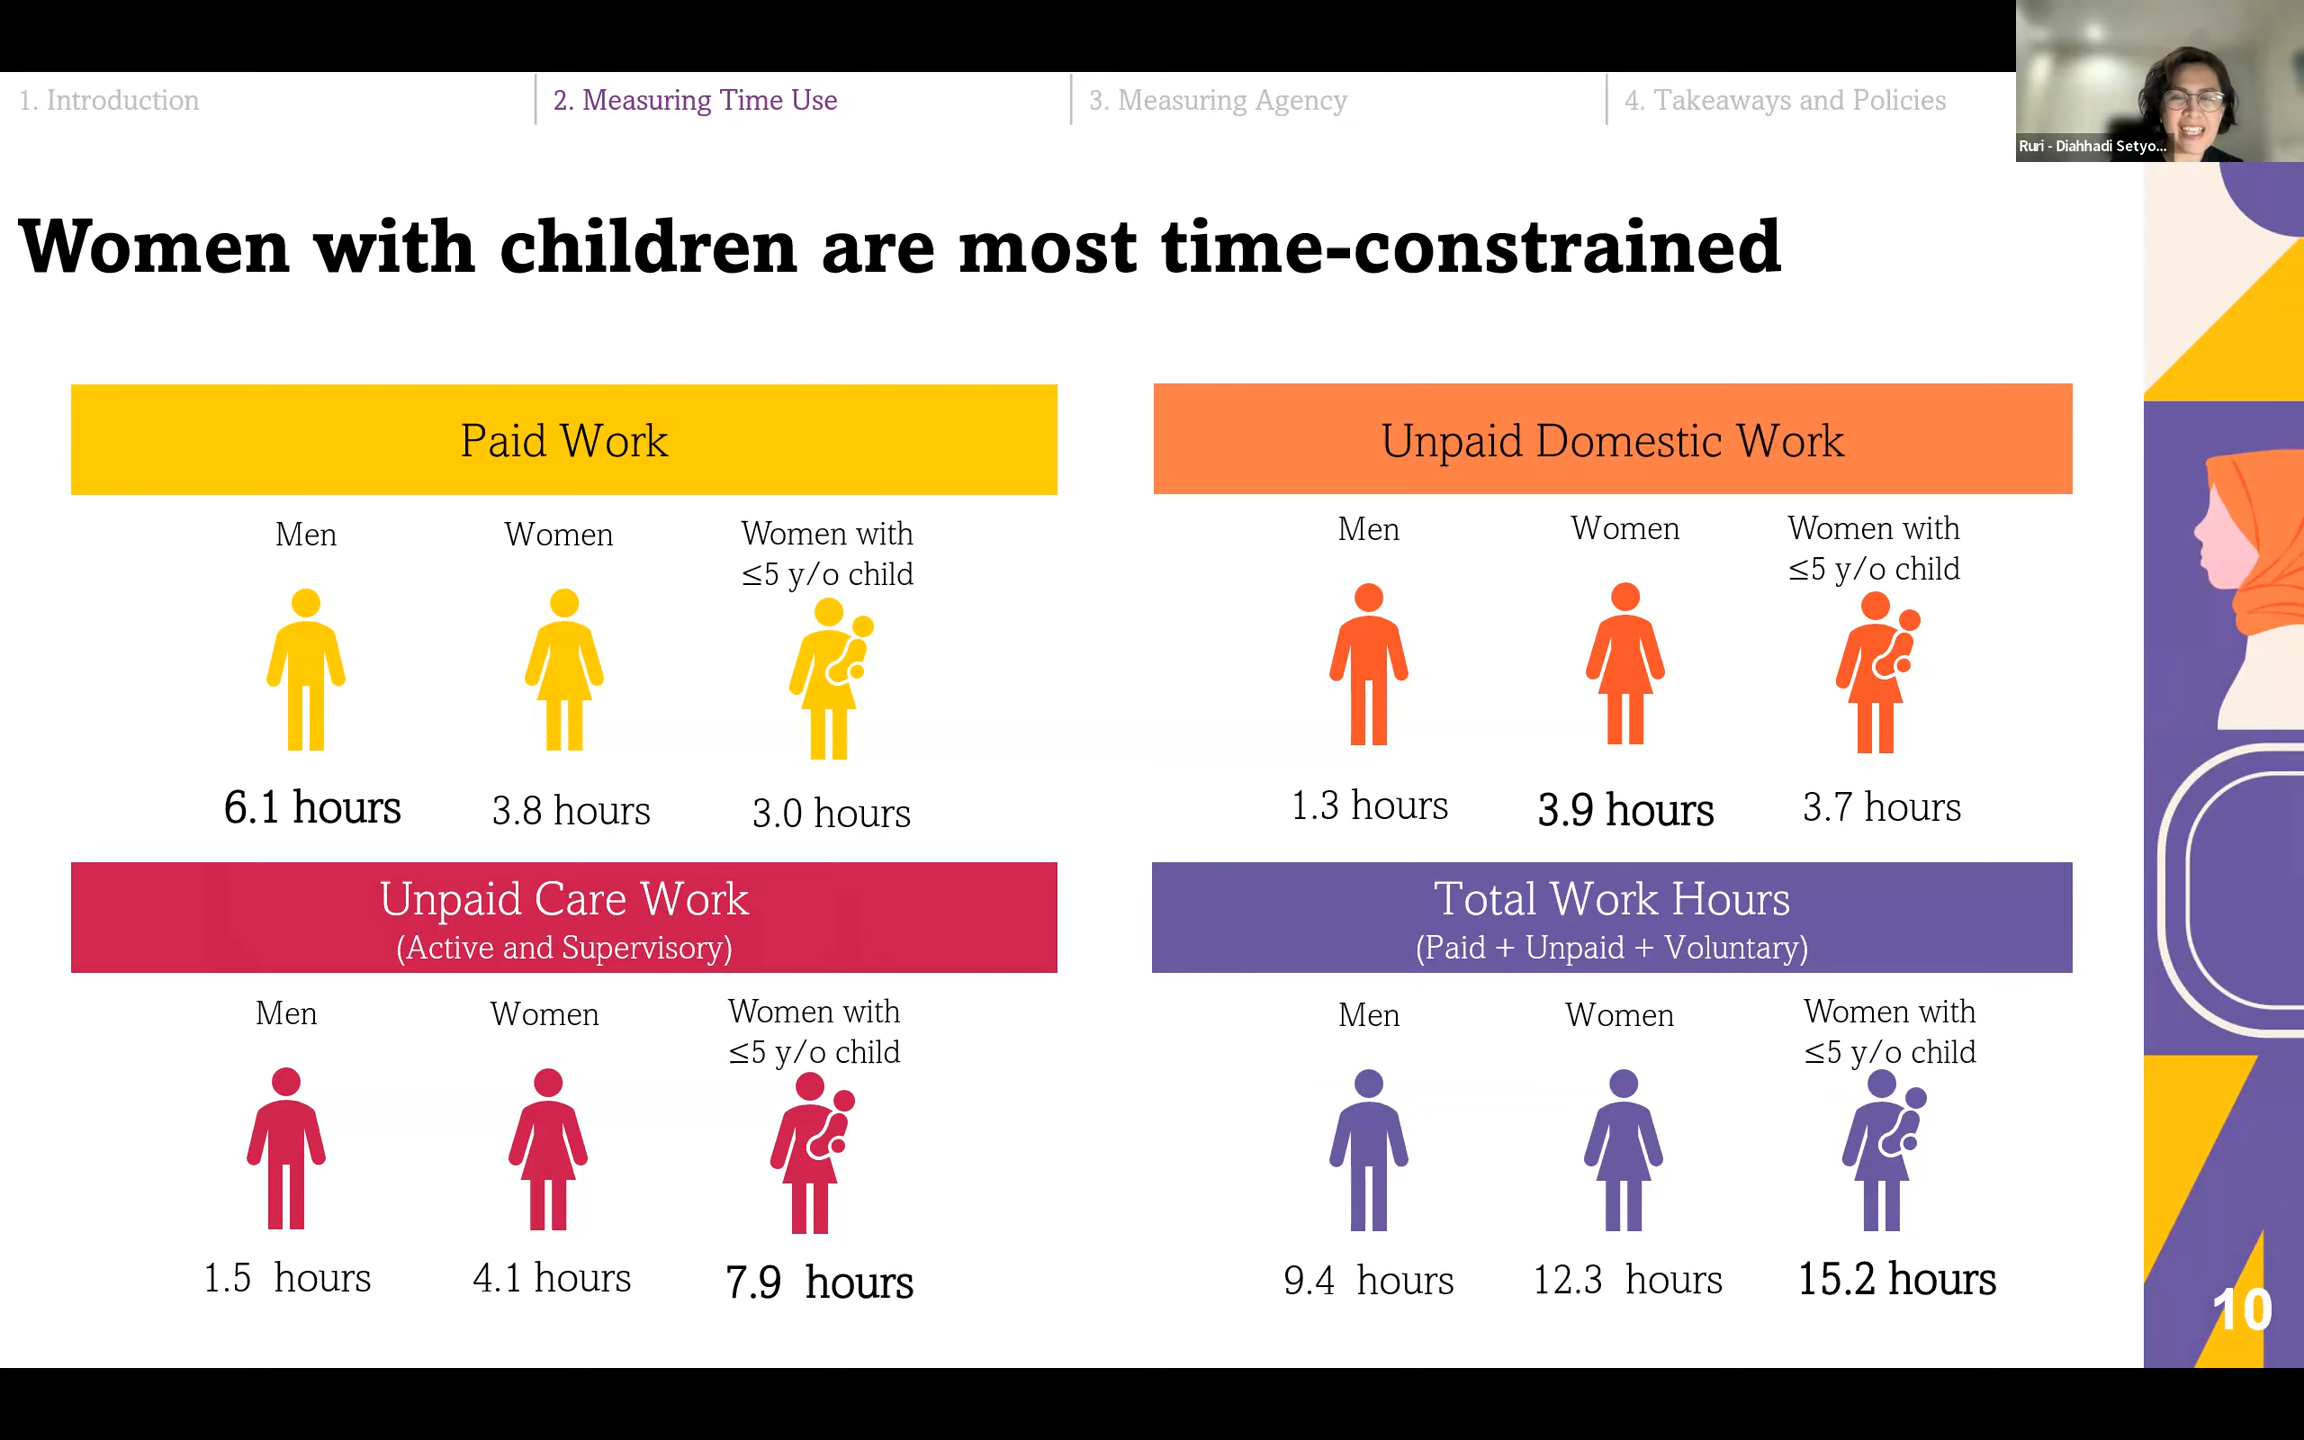 1. Introduction
2. Measuring Time Use
3. Measuring Agency
4. Takeaways and Policies
Ruri - Diahhadi Setyo...
Women with children are most time-constrained
Paid Work
Men
Women
Women with
≤5 y/o child
6.1 hours
3.8 hours
3.0 hours
Unpaid Domestic Work
Men
Women
Women with
≤5 y/o child
1.3 hours
3.9 hours
3.7 hours
Unpaid Care Work
(Active and Supervisory)
Men
Women
Women with
≤5 y/o child
1.5 hours
4.1 hours
7.9 hours
Total Work Hours
(Paid + Unpaid + Voluntary)
Men
Women
Women with
≤5 y/o child
9.4 hours
12.3 hours
15.2 hours
10